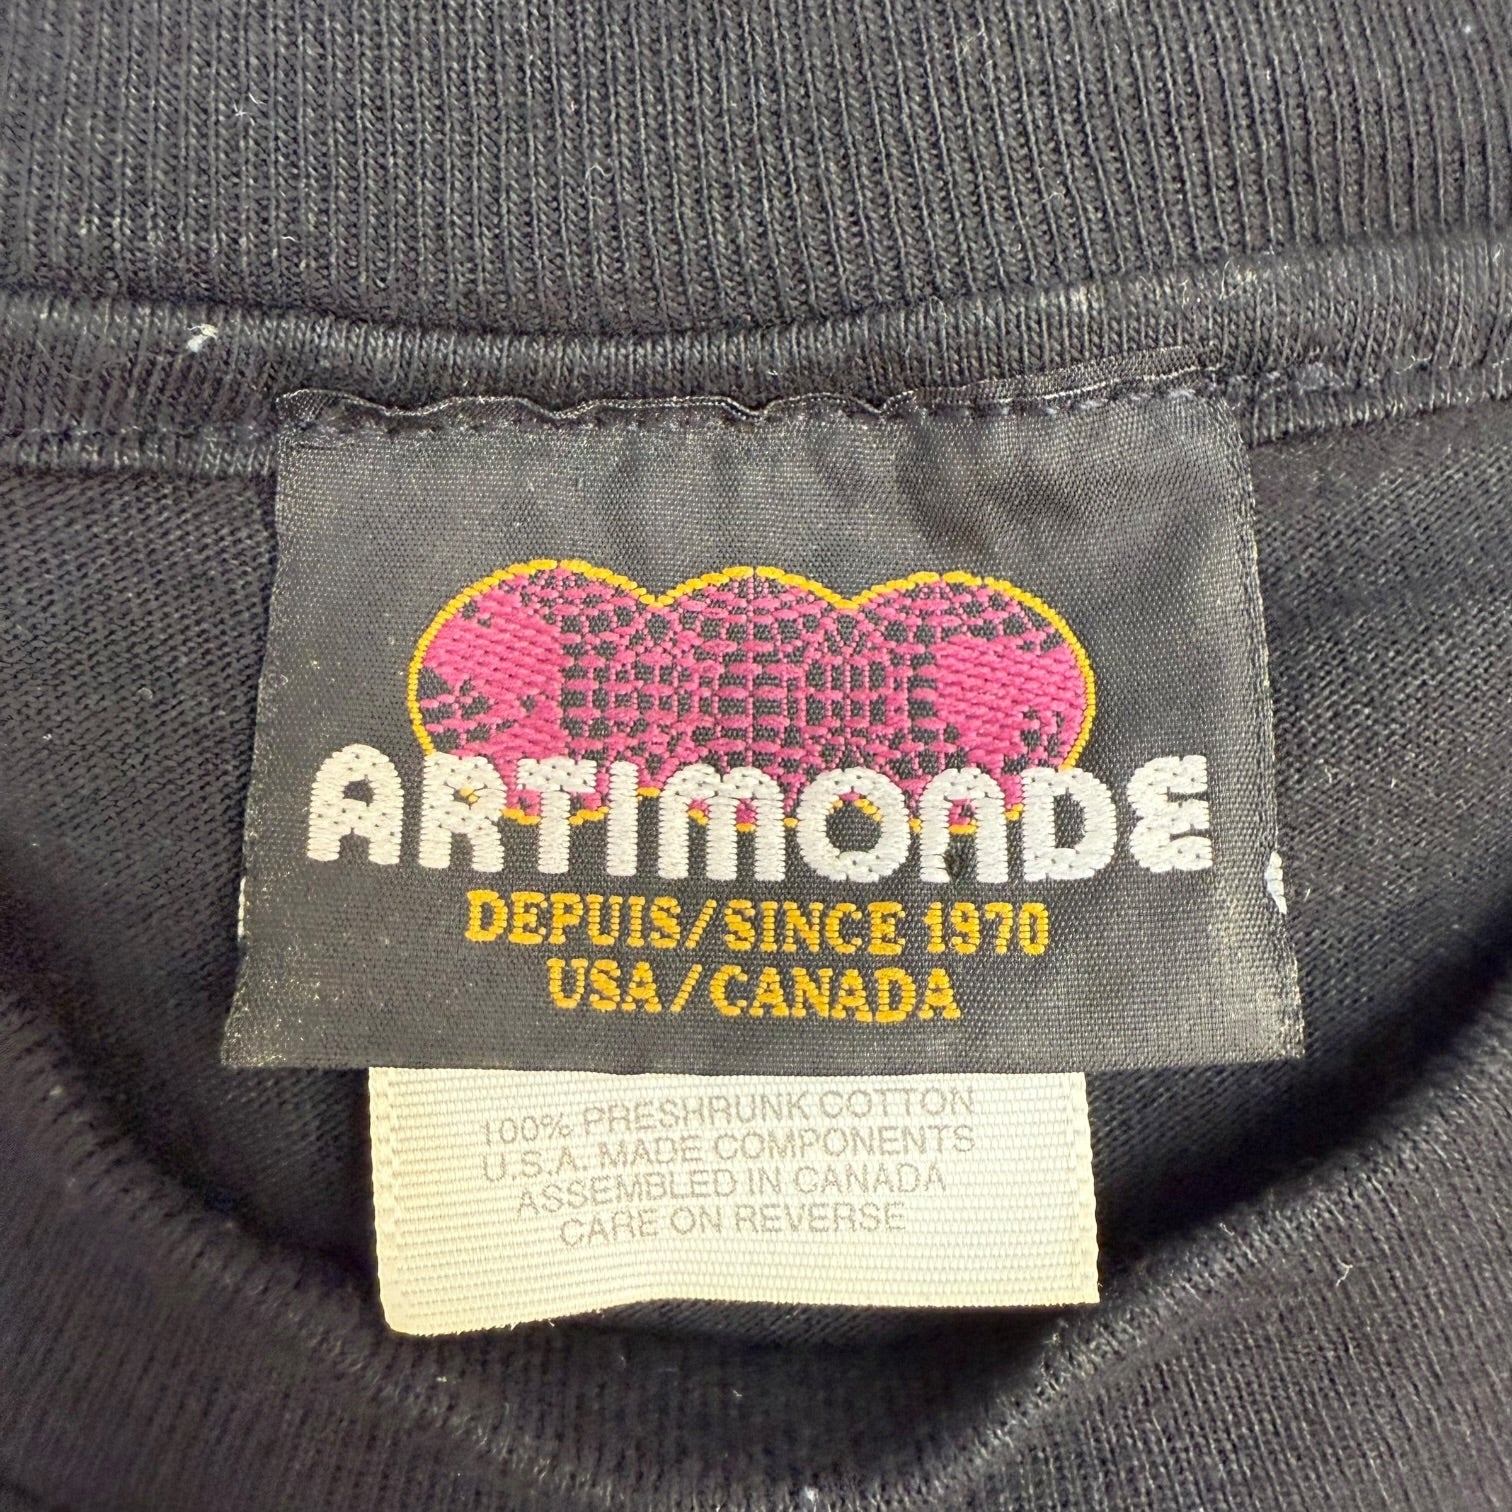 ARTIMONDE
DEPUIS/SINCE 1970
USA/CANADA
100% PRESHRUNK COTTON
U.S.A. MADE COMPONENTS
ASSEMBLED IN CANADA
CARE ON REVERSE